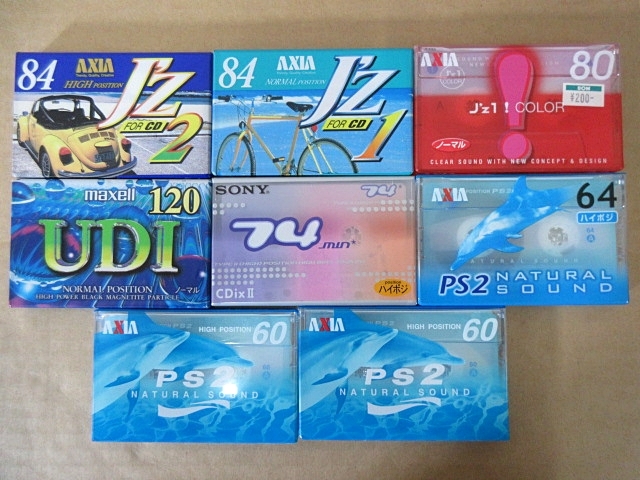 84
AXIA
HIGH POSITION
J'z
FOR CD
2
84
AXIA
NORMAL POSITION
J'z
FOR CD
1
AXIA
80
¥200-
J'z1! COLOR
ノーマル
CLEAR SOUND WITH NEW CONCEPT & DESIGN
maxell 120
UDI
NORMAL POSITION ノーマル
HIGH POWER BLACK MAGNETITE PARTICLE
SONY
74
74 min
CDixII
ハイポジ
AXIA
64
ハイポジ
PS2 NATURAL
SOUND
AXIA
HIGH POSITION 60
PS2
NATURAL SOUND
AXIA
HIGH POSITION 60
PS2
NATURAL SOUND